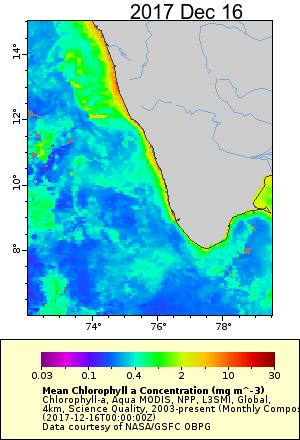 2017 Dec 16
14°
12°
10°
8°
74°
76°
78°
0.03
0.1
0.4
2
10
30
Mean Chlorophyll a Concentration (mg m^-3)
Chlorophyll-a, Aqua MODIS, NPP, L3SMI, Global,
4km, Science Quality, 2003-present (Monthly Compos
(2017-12-16T00:00:00Z)
Data courtesy of NASA/GSFC OBPG